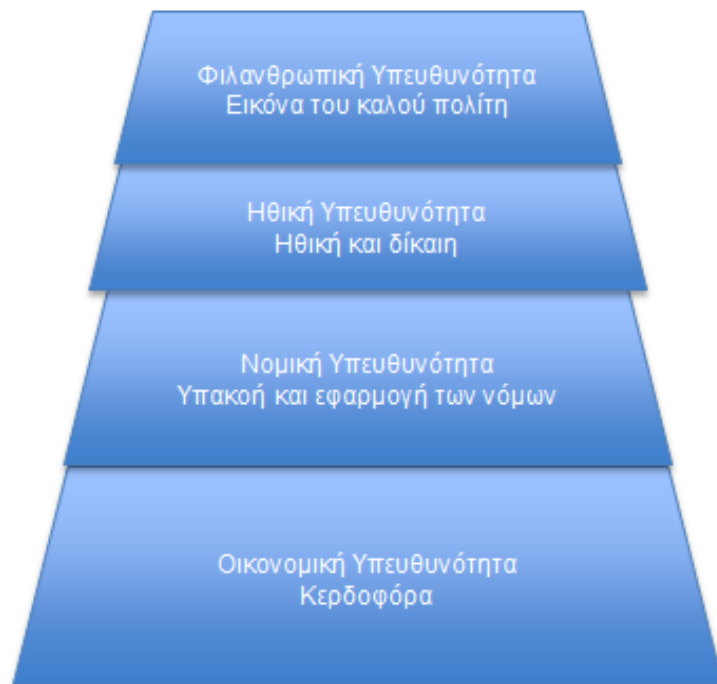 Φιλανθρωπική Υπευθυνότητα
Εικόνα του καλού πολίτη
Ηθική Υπευθυνότητα
Ηθική και δίκαιη
Νομική Υπευθυνότητα
Υπακοή και εφαρμογή των νόμων
Οικονομική Υπευθυνότητα
Κερδοφόρα